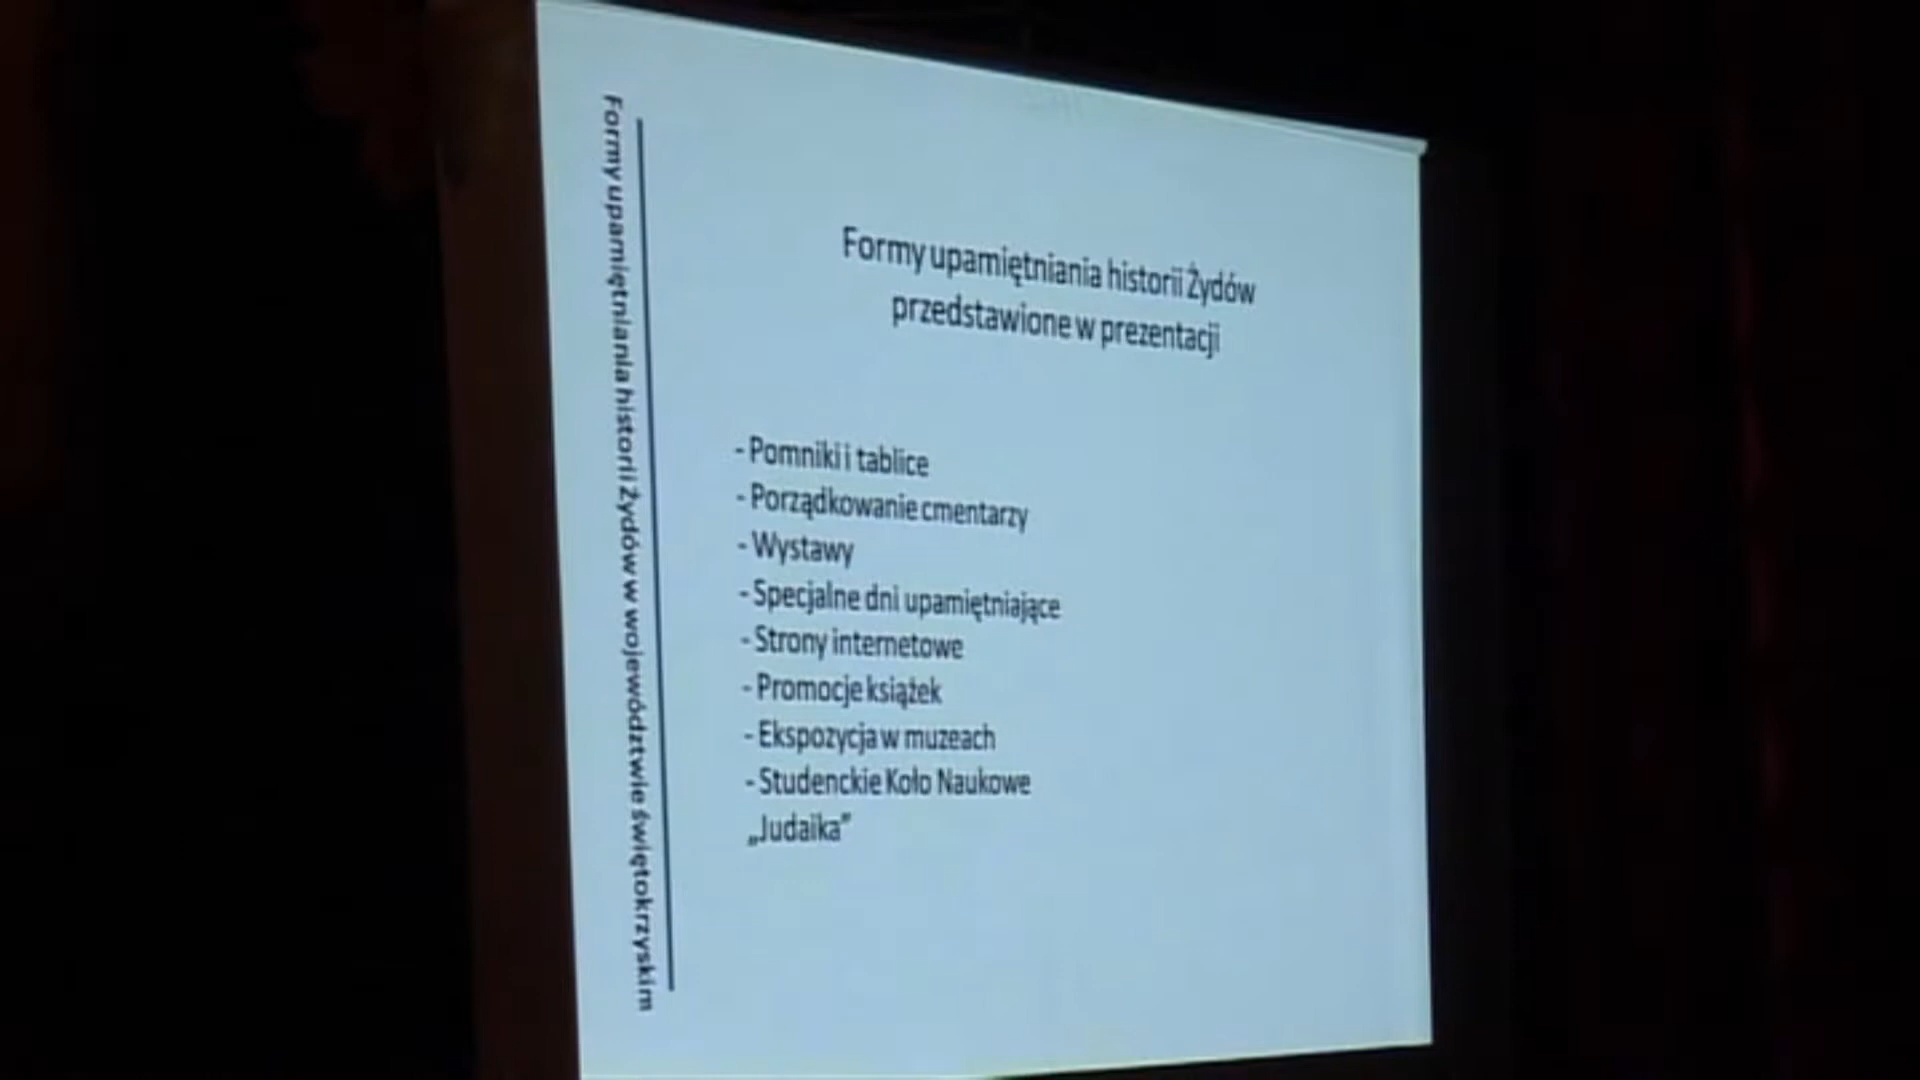 Formy upamiętniania historii Żydów w województwie świętokrzyskim
Formy upamiętniania historii Żydów
przedstawione w prezentacji
- Pomniki i tablice
- Porządkowanie cmentarzy
- Wystawy
- Specjalne dni upamiętniające
- Strony internetowe
- Promocje książek
- Ekspozycja w muzeach
- Studenckie Koło Naukowe
„Judaika”